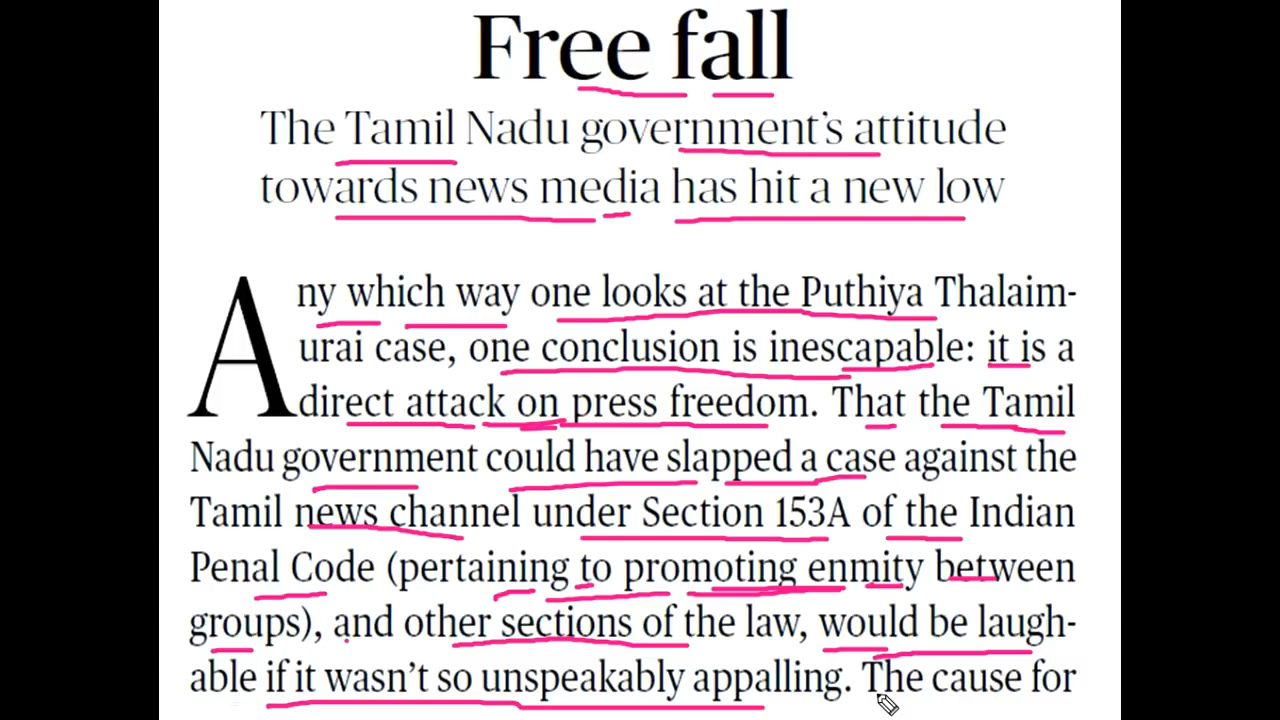 Free fall
The Tamil Nadu government's attitude
towards news media has hit a new low
Any which way one looks at the Puthiya Thalaim-
urai case, one conclusion is inescapable: it is a
direct attack on press freedom. That the Tamil
Nadu government could have slapped a case against the
Tamil news channel under Section 153A of the Indian
Penal Code (pertaining to promoting enmity between
groups), and other sections of the law, would be laugh-
able if it wasn't so unspeakably appalling. The cause for